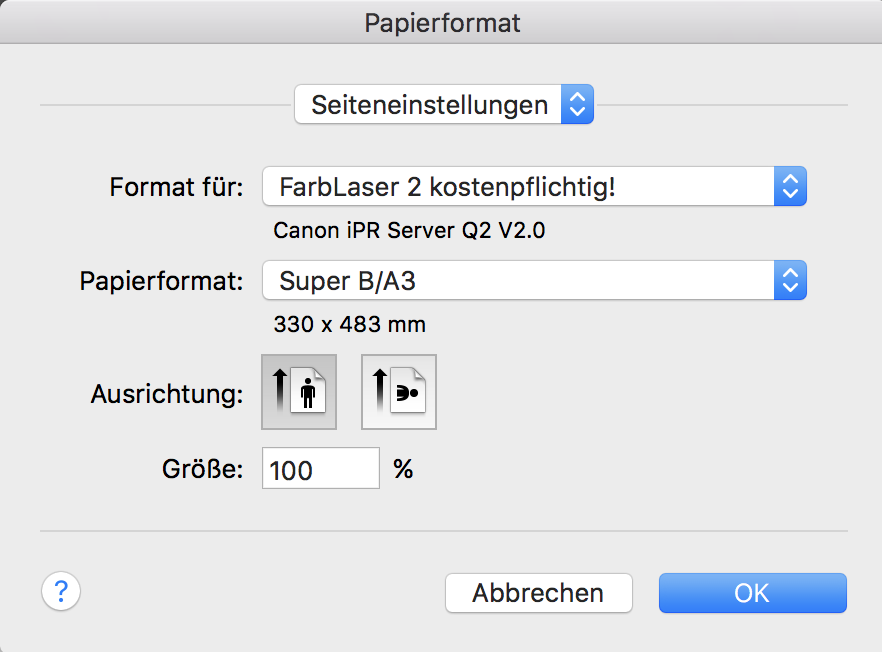 Papierformat
Seiteneinstellungen
Format für: FarbLaser 2 kostenpflichtig!
Canon iPR Server Q2 V2.0
Papierformat: Super B/A3
330 x 483 mm
Ausrichtung:
Größe: 100 %
? Abbrechen OK